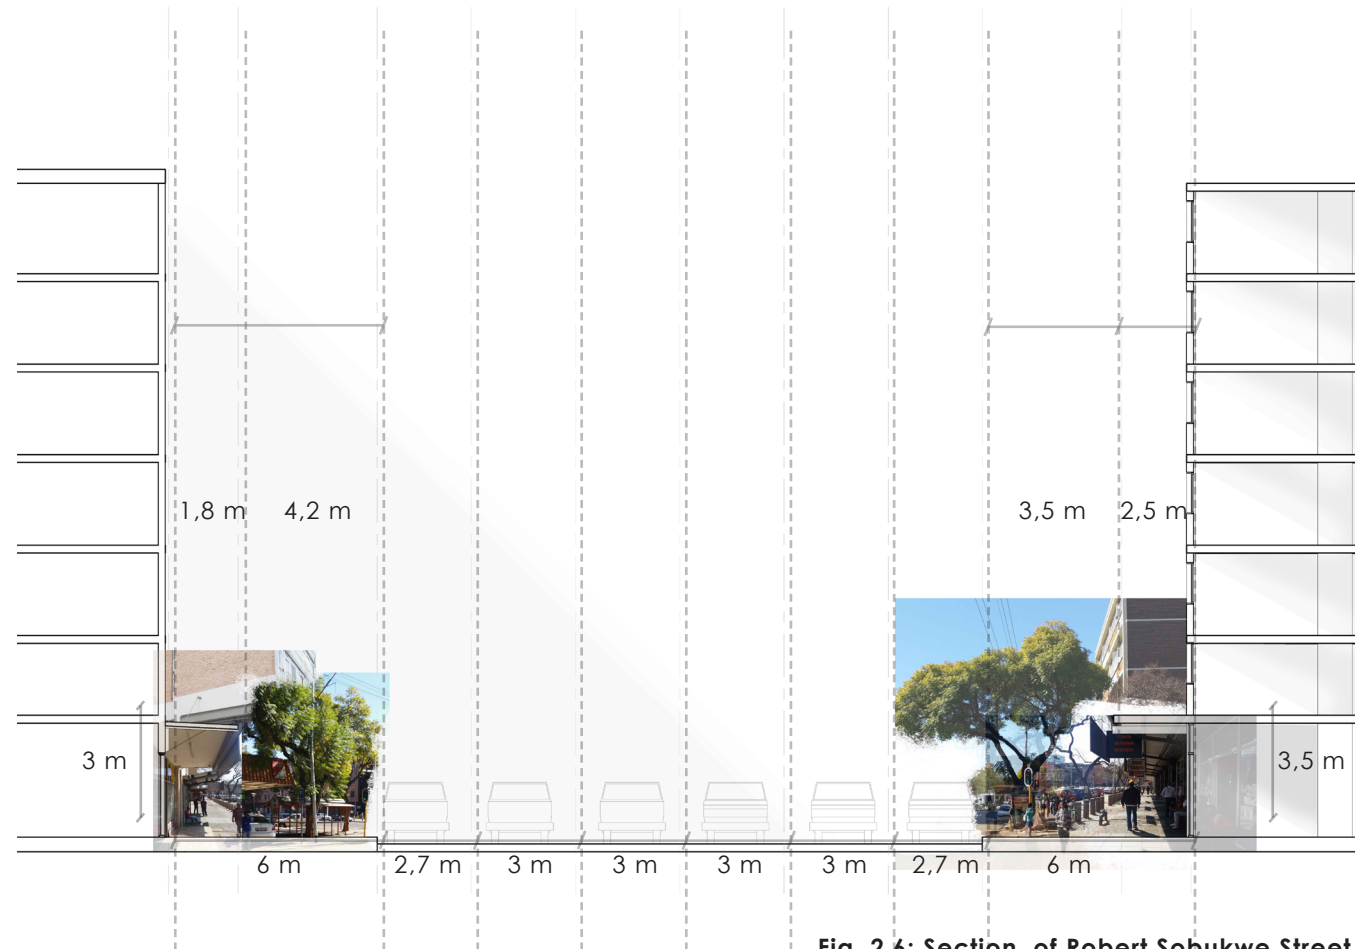 1,8 m 4,2 m 3,5 m 2,5 m
3 m 3,5 m
6 m 2,7 m 3 m 3 m 3 m 3 m 2,7 m 6 m
Fig. 2.6: Section of Robert Sobukwe Street